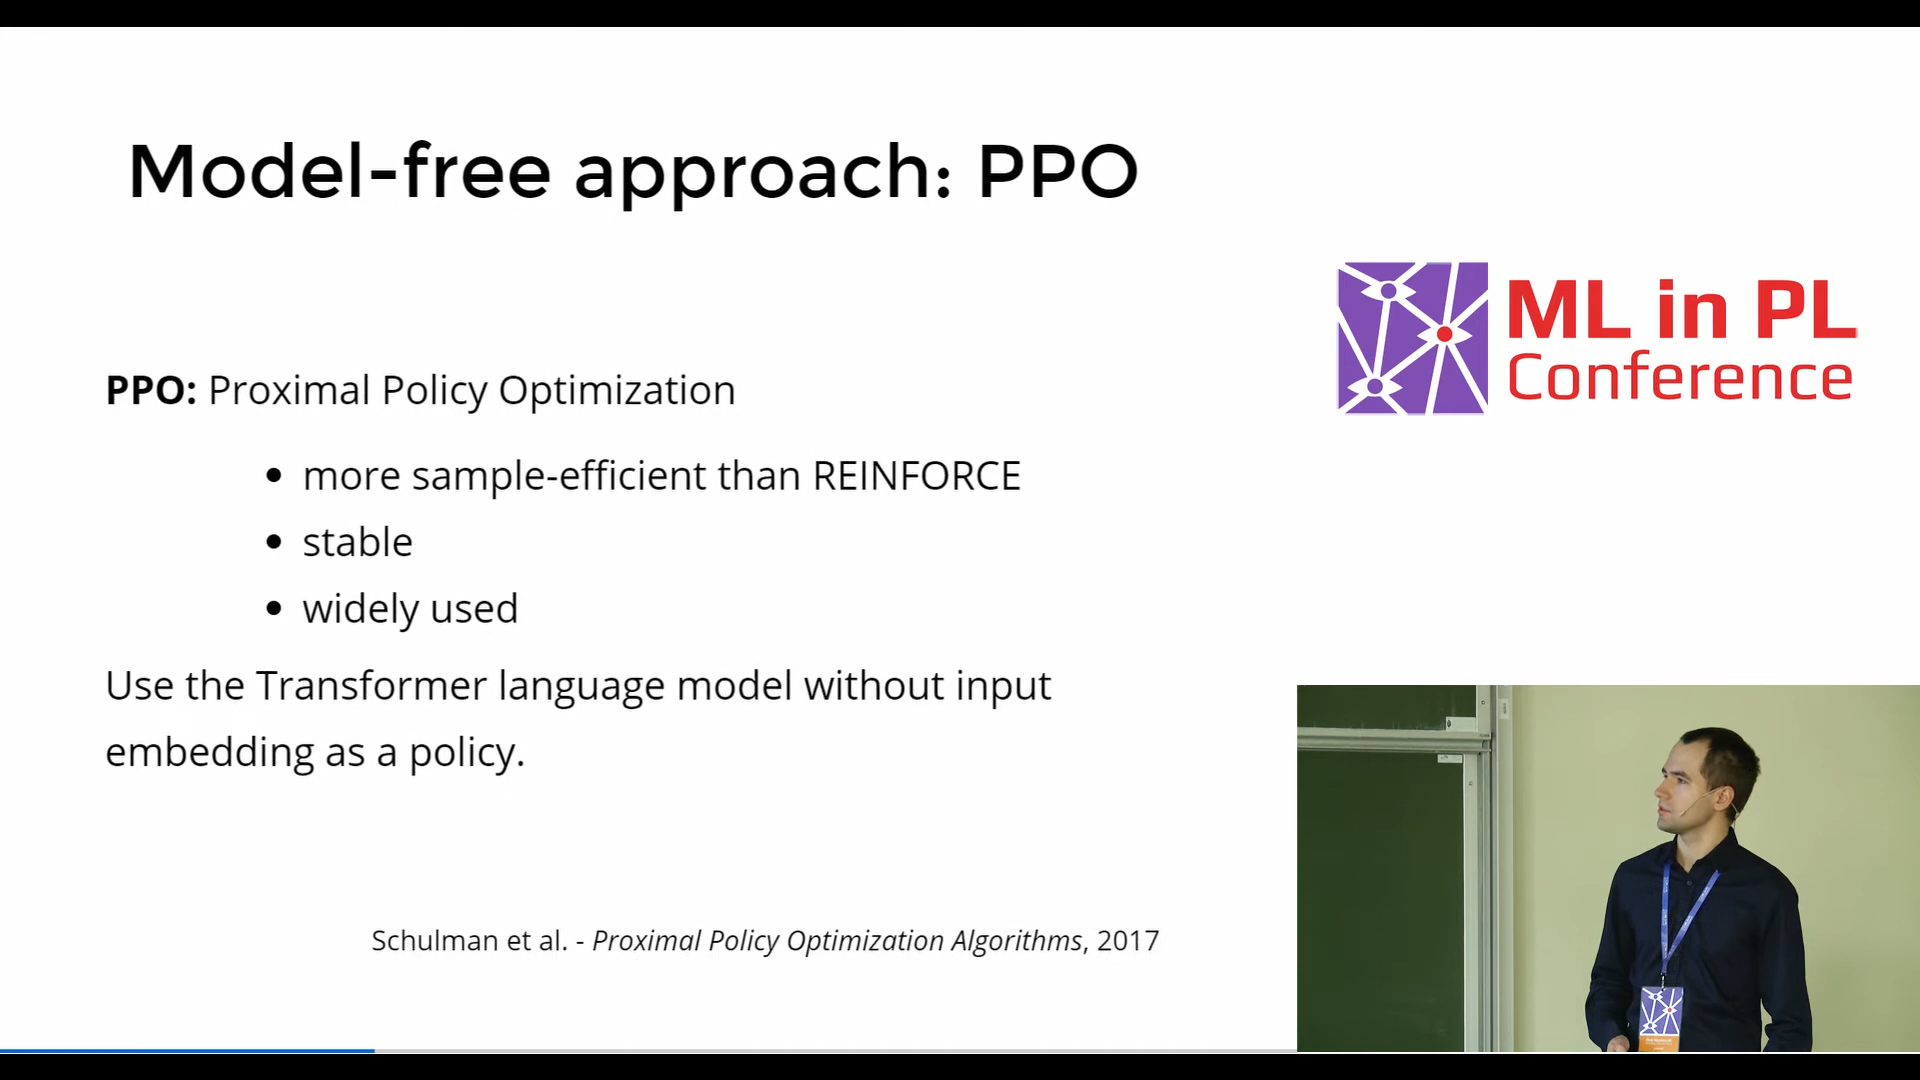 Model-free approach: PPO
ML in PL
Conference
PPO: Proximal Policy Optimization
• more sample-efficient than REINFORCE
• stable
• widely used
Use the Transformer language model without input
embedding as a policy.
Schulman et al. - Proximal Policy Optimization Algorithms, 2017